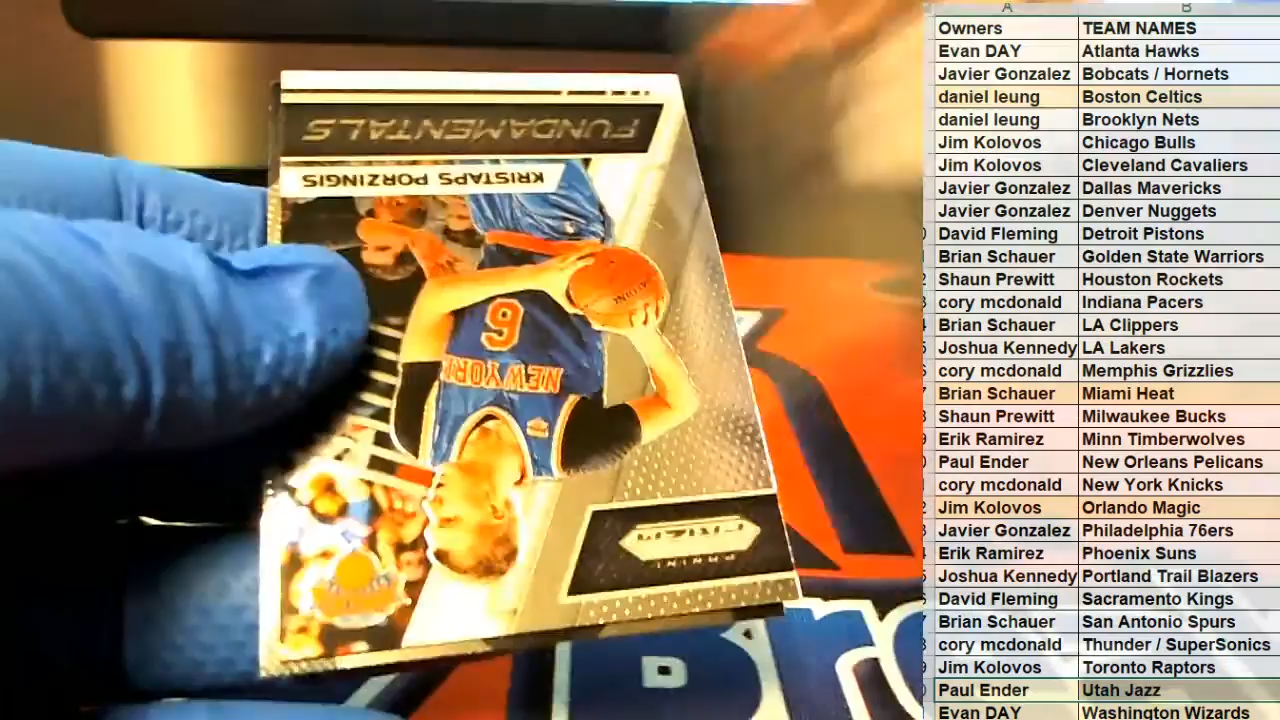 FUNDAMENTALS
KRISTAPS PORZINGIS
6
NEW YORK
PRIZM
PANINI
A B
Owners TEAM NAMES
Evan DAY Atlanta Hawks
Javier Gonzalez Bobcats / Hornets
daniel leung Boston Celtics
daniel leung Brooklyn Nets
Jim Kolovos Chicago Bulls
Jim Kolovos Cleveland Cavaliers
Javier Gonzalez Dallas Mavericks
Javier Gonzalez Denver Nuggets
David Fleming Detroit Pistons
Brian Schauer Golden State Warriors
Shaun Prewitt Houston Rockets
cory mcdonald Indiana Pacers
Brian Schauer LA Clippers
Joshua Kennedy LA Lakers
cory mcdonald Memphis Grizzlies
Brian Schauer Miami Heat
Shaun Prewitt Milwaukee Bucks
Erik Ramirez Minn Timberwolves
Paul Ender New Orleans Pelicans
cory mcdonald New York Knicks
Jim Kolovos Orlando Magic
Javier Gonzalez Philadelphia 76ers
Erik Ramirez Phoenix Suns
Joshua Kennedy Portland Trail Blazers
David Fleming Sacramento Kings
Brian Schauer San Antonio Spurs
cory mcdonald Thunder / SuperSonics
Jim Kolovos Toronto Raptors
Paul Ender Utah Jazz
Evan DAY Washington Wizards